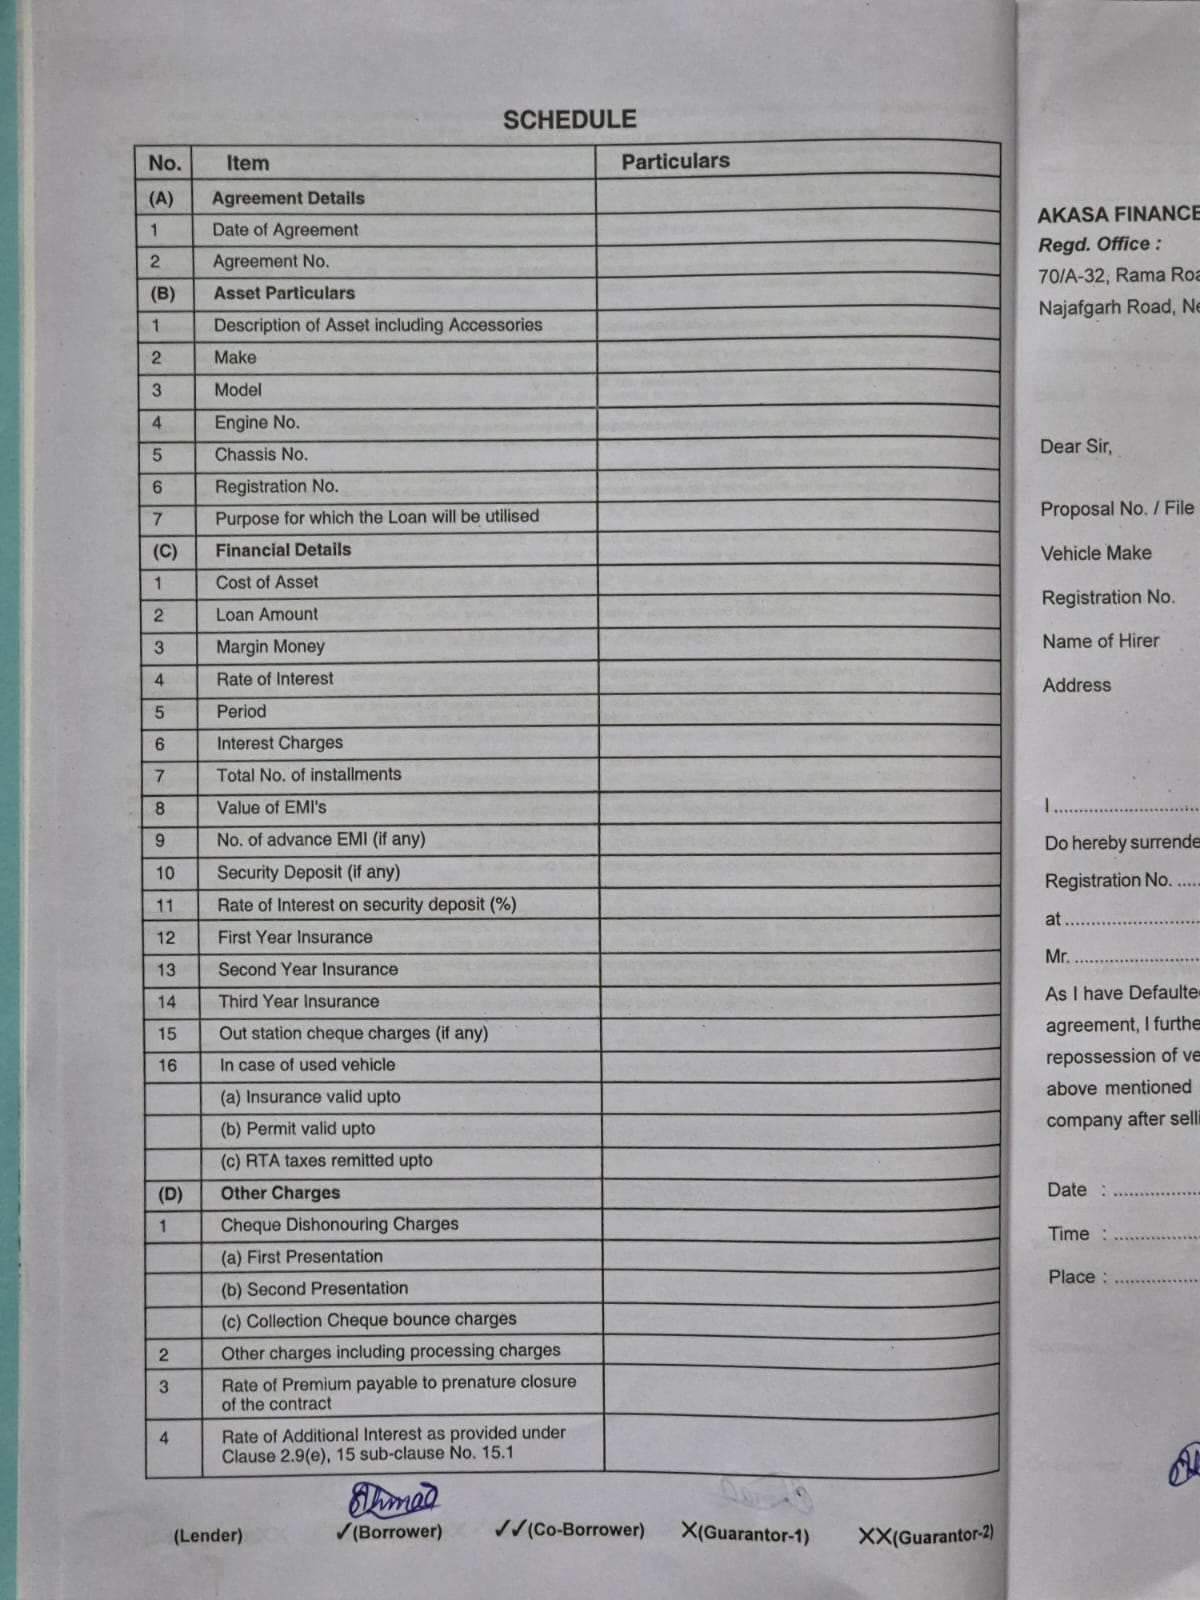 SCHEDULE
No. Item Particulars
(A) Agreement Details
1 Date of Agreement
2 Agreement No.
(B) Asset Particulars
1 Description of Asset including Accessories
2 Make
3 Model
4 Engine No.
5 Chassis No.
6 Registration No.
7 Purpose for which the Loan will be utilised
(C) Financial Details
1 Cost of Asset
2 Loan Amount
3 Margin Money
4 Rate of Interest
5 Period
6 Interest Charges
7 Total No. of installments
8 Value of EMI's
9 No. of advance EMI (if any)
10 Security Deposit (if any)
11 Rate of Interest on security deposit (%)
12 First Year Insurance
13 Second Year Insurance
14 Third Year Insurance
15 Out station cheque charges (if any)
16 In case of used vehicle
(a) Insurance valid upto
(b) Permit valid upto
(c) RTA taxes remitted upto
(D) Other Charges
1 Cheque Dishonouring Charges
(a) First Presentation
(b) Second Presentation
(c) Collection Cheque bounce charges
2 Other charges including processing charges
3 Rate of Premium payable to prenature closure
of the contract
4 Rate of Additional Interest as provided under
Clause 2.9(e), 15 sub-clause No. 15.1
(Lender) ✓(Borrower) ✓✓(Co-Borrower) X(Guarantor-1) XX(Guarantor-2)
AKASA FINANCE
Regd. Office :
70/A-32, Rama Roa
Najafgarh Road, Ne
Dear Sir,
Proposal No. / File
Vehicle Make
Registration No.
Name of Hirer
Address
I ..............................
Do hereby surrende
Registration No. .....
at ............................
Mr. ..........................
As I have Defaulte
agreement, I furthe
repossession of ve
above mentioned
company after selli
Date : .................
Time : .................
Place : .................